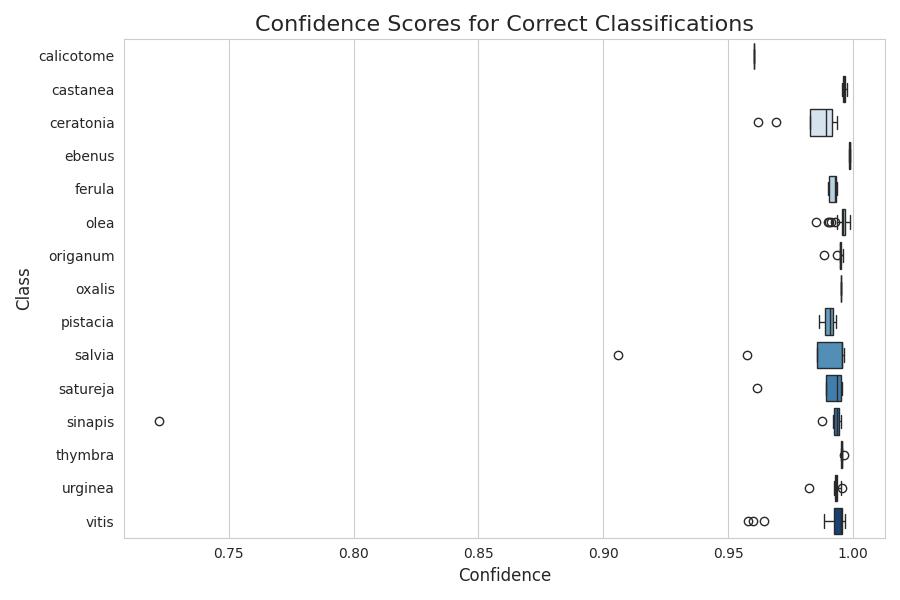 Confidence Scores for Correct Classifications
Class
calicotome
castanea
ceratonia
ebenus
ferula
olea
origanum
oxalis
pistacia
salvia
satureja
sinapis
thymbra
urginea
vitis
0.75 0.80 0.85 0.90 0.95 1.00
Confidence